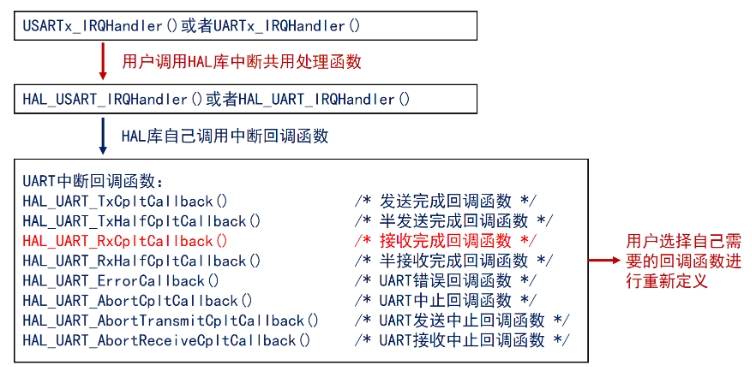 USARTx_IRQHandler()或者UARTx_IRQHandler()
用户调用HAL库中断共用处理函数
HAL_USART_IRQHandler()或者HAL_UART_IRQHandler()
HAL库自己调用中断回调函数
UART中断回调函数：
HAL_UART_TxCpltCallback() /* 发送完成回调函数 */
HAL_UART_TxHalfCpltCallback() /* 半发送完成回调函数 */
HAL_UART_RxCpltCallback() /* 接收完成回调函数 */
HAL_UART_RxHalfCpltCallback() /* 半接收完成回调函数 */
HAL_UART_ErrorCallback() /* UART错误回调函数 */
HAL_UART_AbortCpltCallback() /* UART中止回调函数 */
HAL_UART_AbortTransmitCpltCallback() /* UART发送中止回调函数 */
HAL_UART_AbortReceiveCpltCallback() /* UART接收中止回调函数 */
用户选择自己需
要的回调函数进
行重新定义